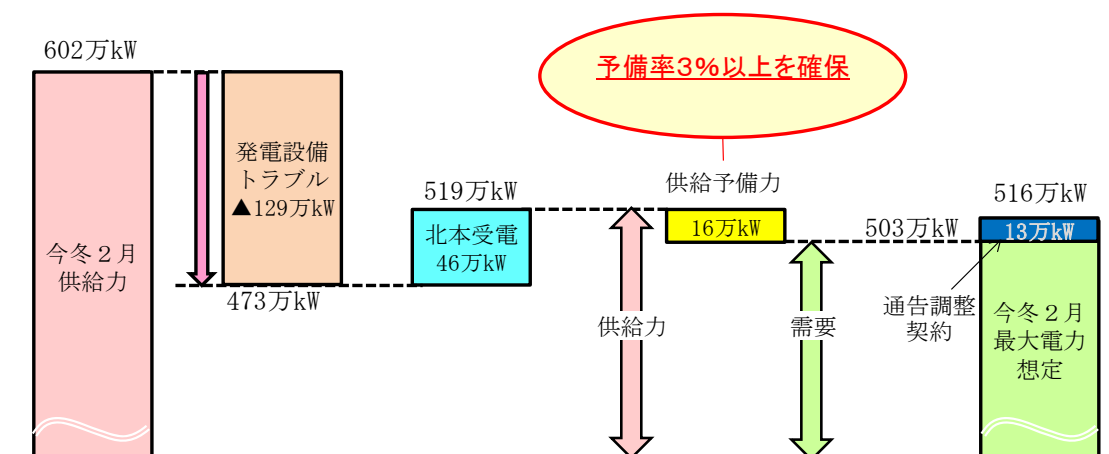 602万kW
今冬２月
供給力
発電設備
トラブル
▲129万kW
473万kW
519万kW
北本受電
46万kW
予備率３％以上を確保
供給予備力
16万kW
供給力
需要
503万kW
通告調整
契約
516万kW
13万kW
今冬２月
最大電力
想定